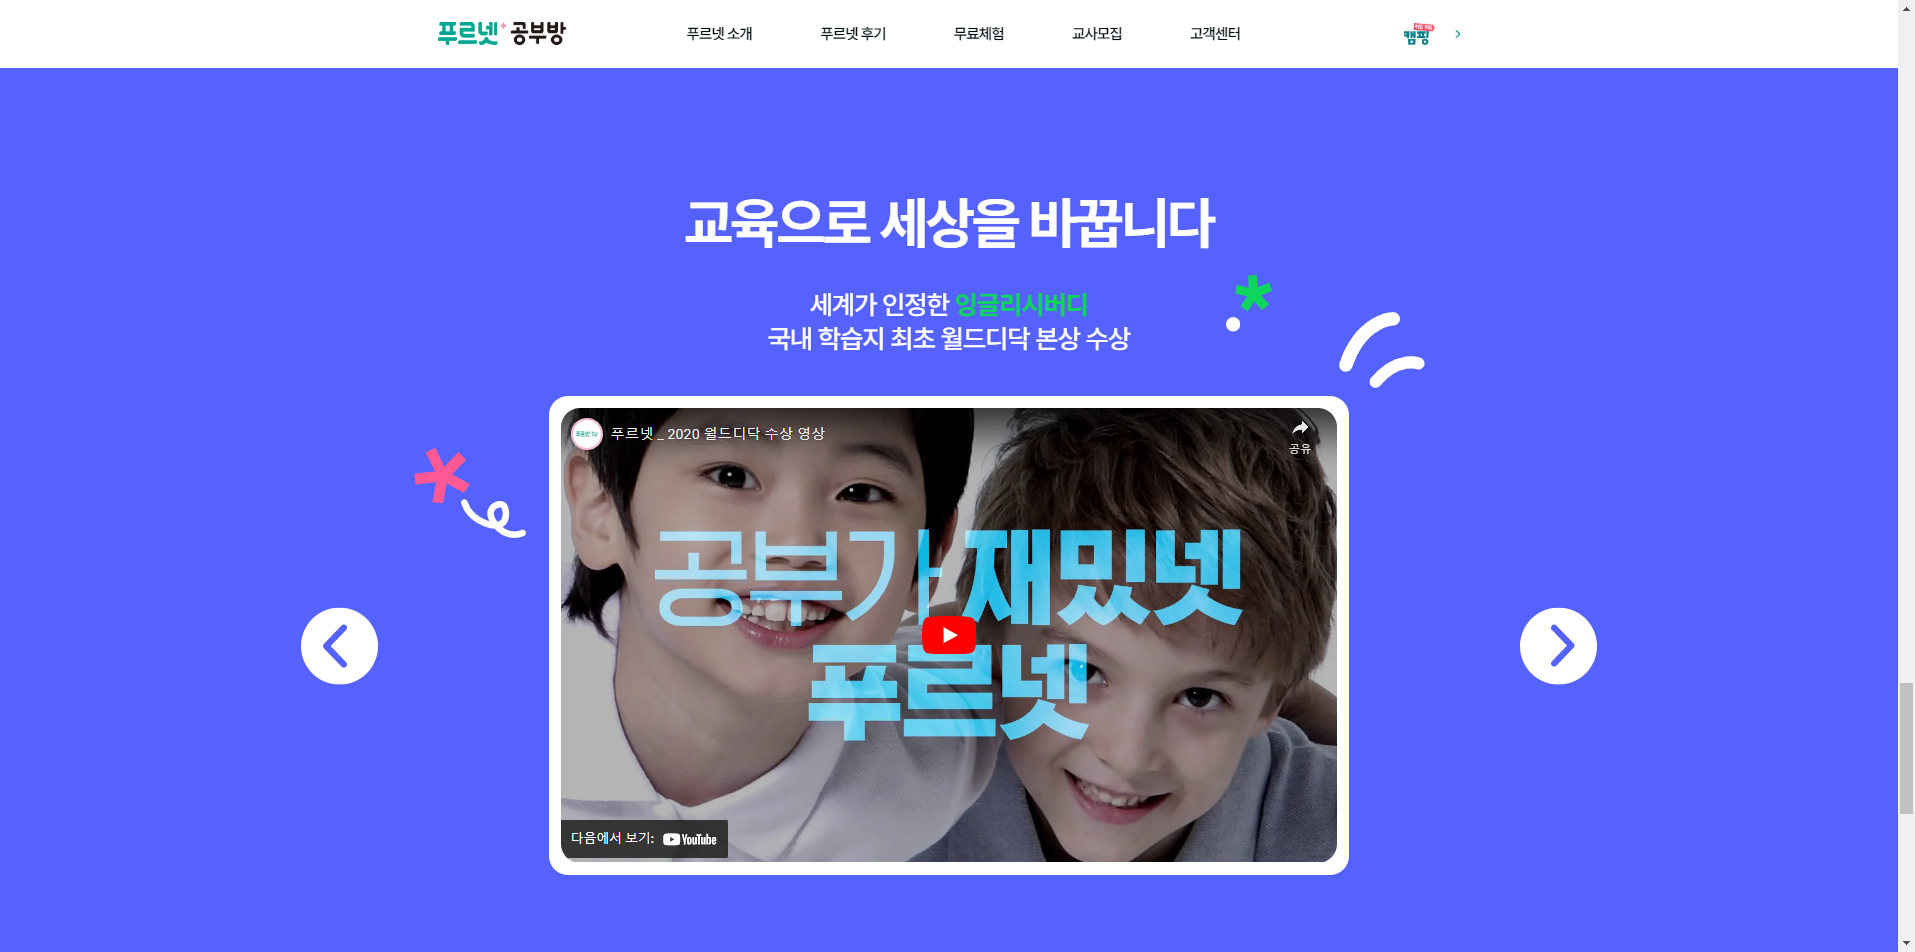 푸르넷 공부방
푸르넷 소개
푸르넷 후기
무료체험
교사모집
고객센터
캠핑
교육으로 세상을 바꿉니다
세계가 인정한 잉글리시버디
국내 학습지 최초 월드디닥 본상 수상
푸르넷 _ 2020 월드디닥 수상 영상
공유
공부가 재밌넷
푸르넷
다음에서 보기: YouTube